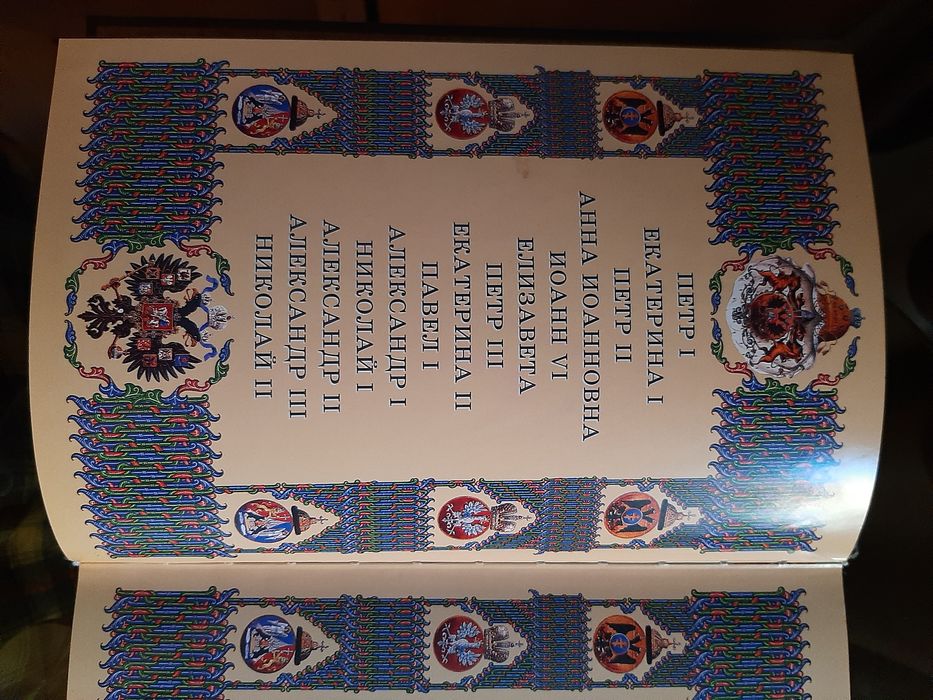 ПЕТР I
ЕКАТЕРИНА I
ПЕТР II
АННА ИОАННОВНА
ИОАНН VI
ЕЛИЗАВЕТА
ПЕТР III
ЕКАТЕРИНА II
ПАВЕЛ I
АЛЕКСАНДР I
НИКОЛАЙ I
АЛЕКСАНДР II
АЛЕКСАНДР III
НИКОЛАЙ II